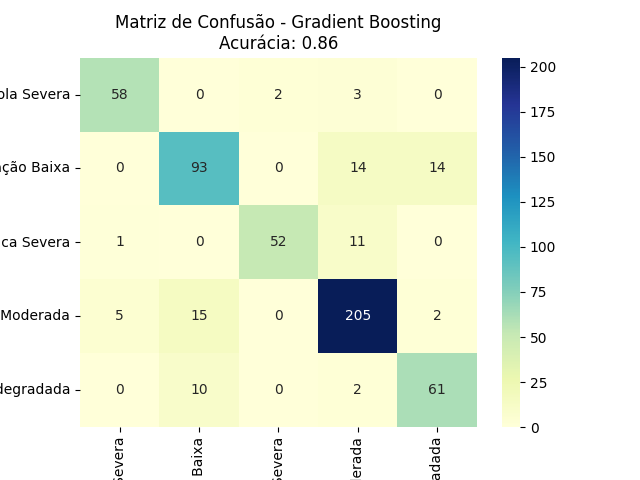 Matriz de Confusão - Gradient Boosting
Acurácia: 0.86
ola Severa 58 0 2 3 0
ção Baixa 0 93 0 14 14
ca Severa 1 0 52 11 0
Moderada 5 15 0 205 2
degradada 0 10 0 2 61
Severa
Baixa
Severa
derada
adada
200
175
150
125
100
75
50
25
0